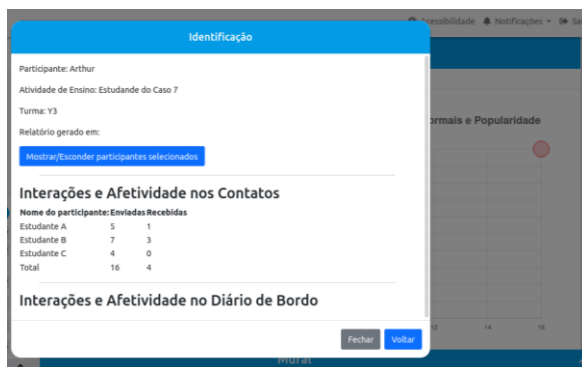 Acessibilidade Notificações
Identificação
Participante: Arthur
Atividade de Ensino: Estudande do Caso 7
Turma: Y3
Relatório gerado em:
Mostrar/Esconder participantes selecionados
Interações e Afetividade nos Contatos
Nome do participante: Enviadas Recebidas
Estudante A 5 1
Estudante B 7 3
Estudante C 4 0
Total 16 4
Interações e Afetividade no Diário de Bordo
Fechar Voltar
ormais e Popularidade
12 14 16
Mural